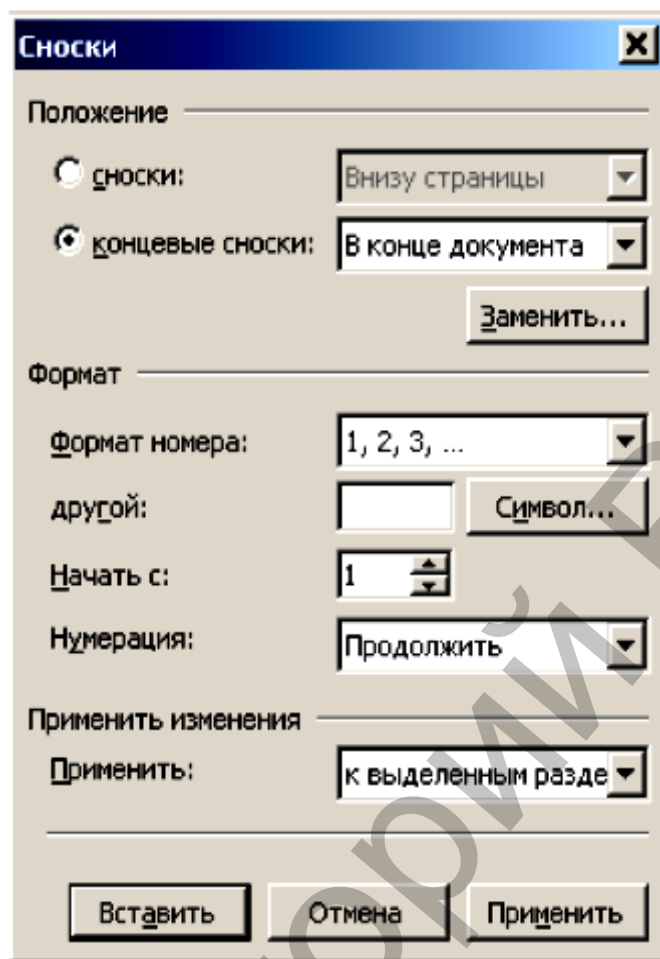 Сноски
Положение
сноски: Внизу страницы
концевые сноски: В конце документа
Заменить...
Формат
Формат номера: 1, 2, 3, ...
другой: Символ...
Начать с: 1
Нумерация: Продолжить
Применить изменения
Применить: к выделенным разде
Вставить Отмена Применить